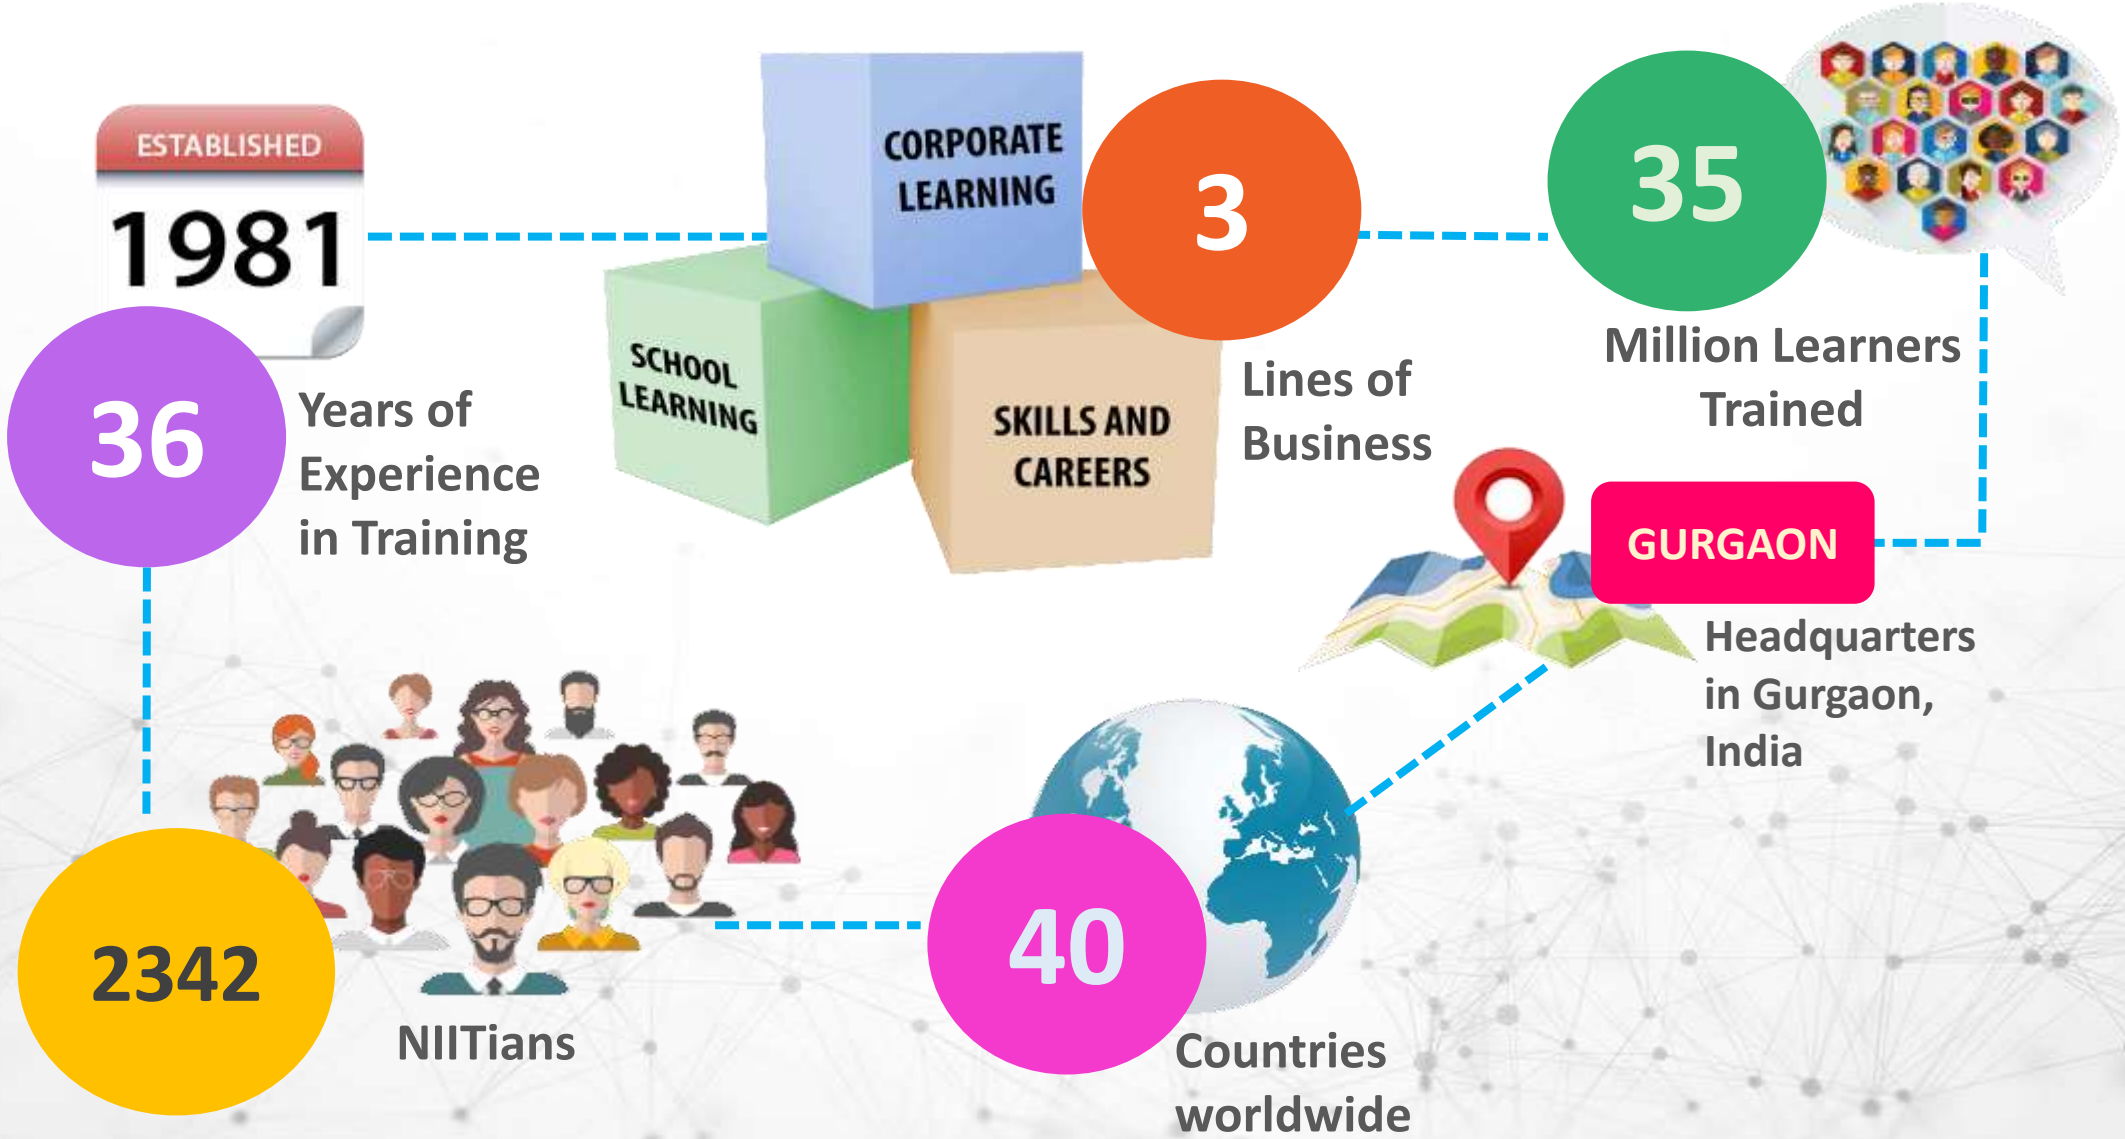 ESTABLISHED
1981
36
Years of
Experience
in Training
CORPORATE
LEARNING
SCHOOL
LEARNING
SKILLS AND
CAREERS
3
Lines of
Business
35
Million Learners
Trained
GURGAON
Headquarters
in Gurgaon,
India
40
Countries
worldwide
2342
NIITians